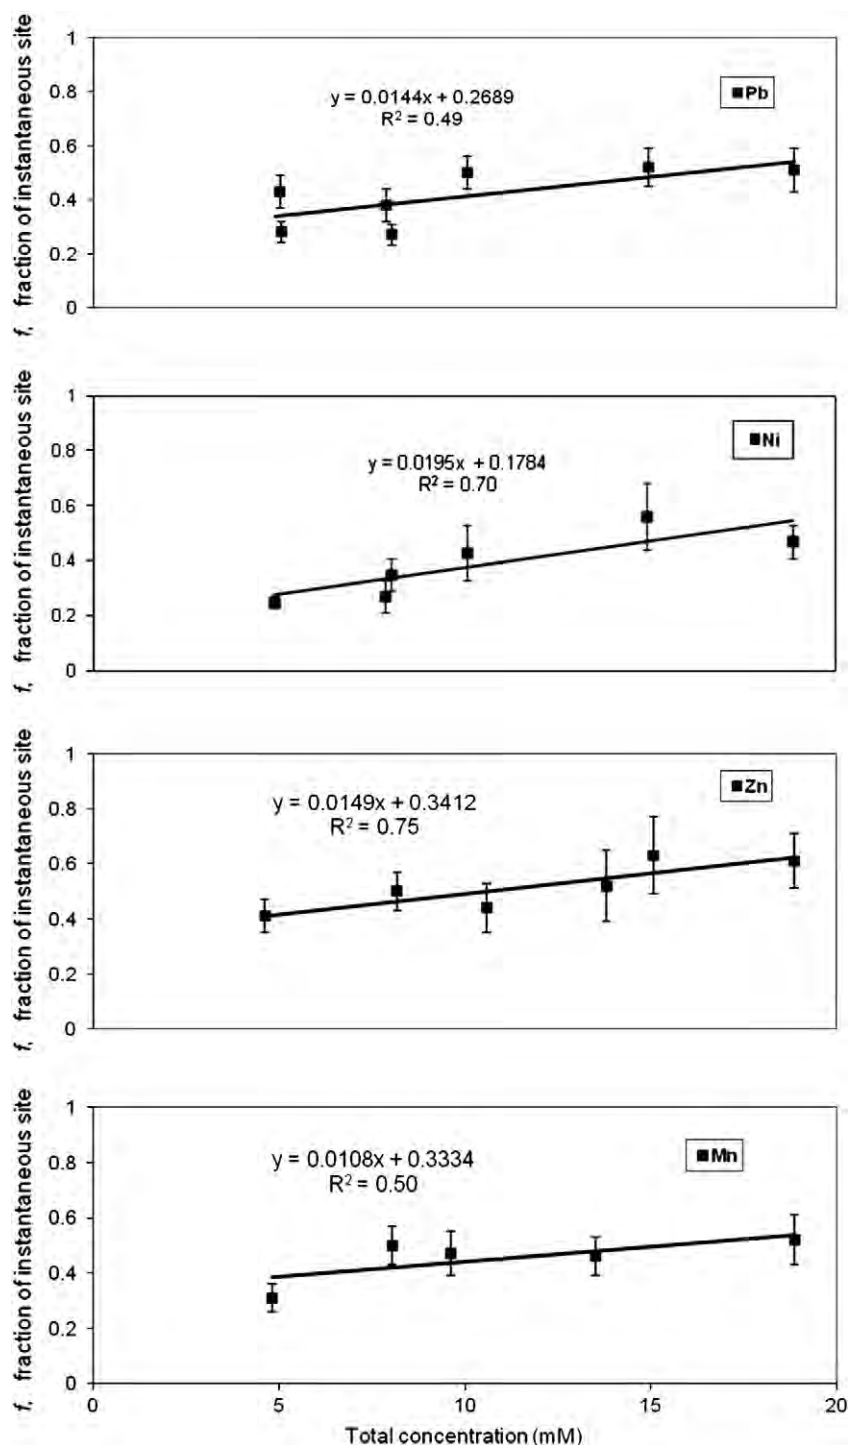 f, fraction of instantaneous site
1
0.8
0.6
0.4
0.2
0
y = 0.0144x + 0.2689
R² = 0.49
Pb
f, fraction of instantaneous site
1
0.8
0.6
0.4
0.2
0
y = 0.0195x + 0.1784
R² = 0.70
Ni
f, fraction of instantaneous site
1
0.8
0.6
0.4
0.2
0
y = 0.0149x + 0.3412
R² = 0.75
Zn
f, fraction of instantaneous site
1
0.8
0.6
0.4
0.2
0
y = 0.0108x + 0.3334
R² = 0.50
Mn
0 5 10 15 20
Total concentration (mM)